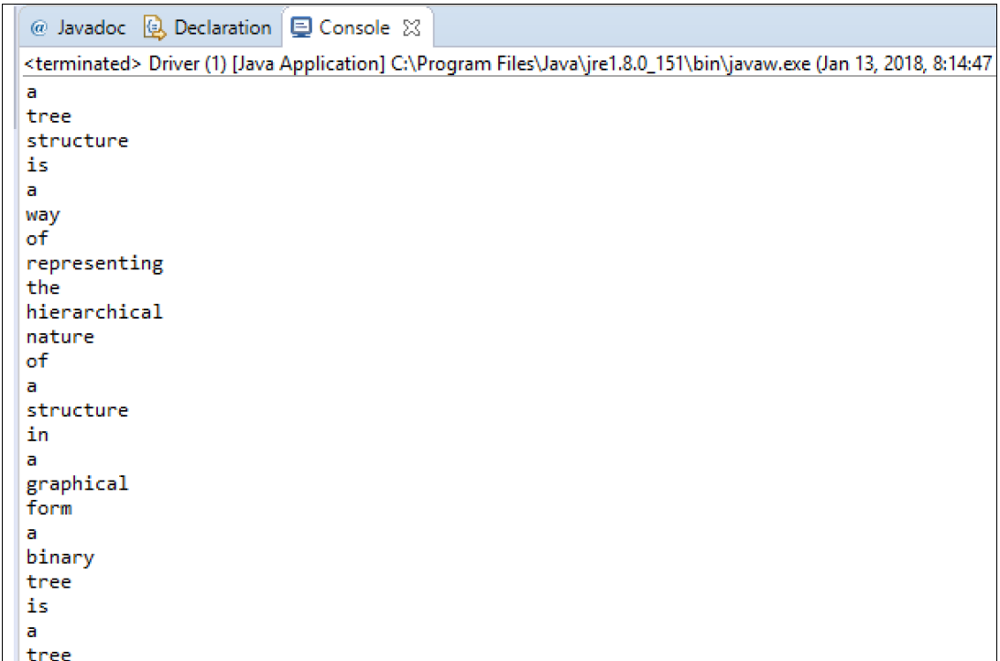 @ Javadoc Declaration Console
<terminated> Driver (1) [Java Application] C:\Program Files\Java\jre1.8.0_151\bin\javaw.exe (Jan 13, 2018, 8:14:47
a
tree
structure
is
a
way
of
representing
the
hierarchical
nature
of
a
structure
in
a
graphical
form
a
binary
tree
is
a
tree